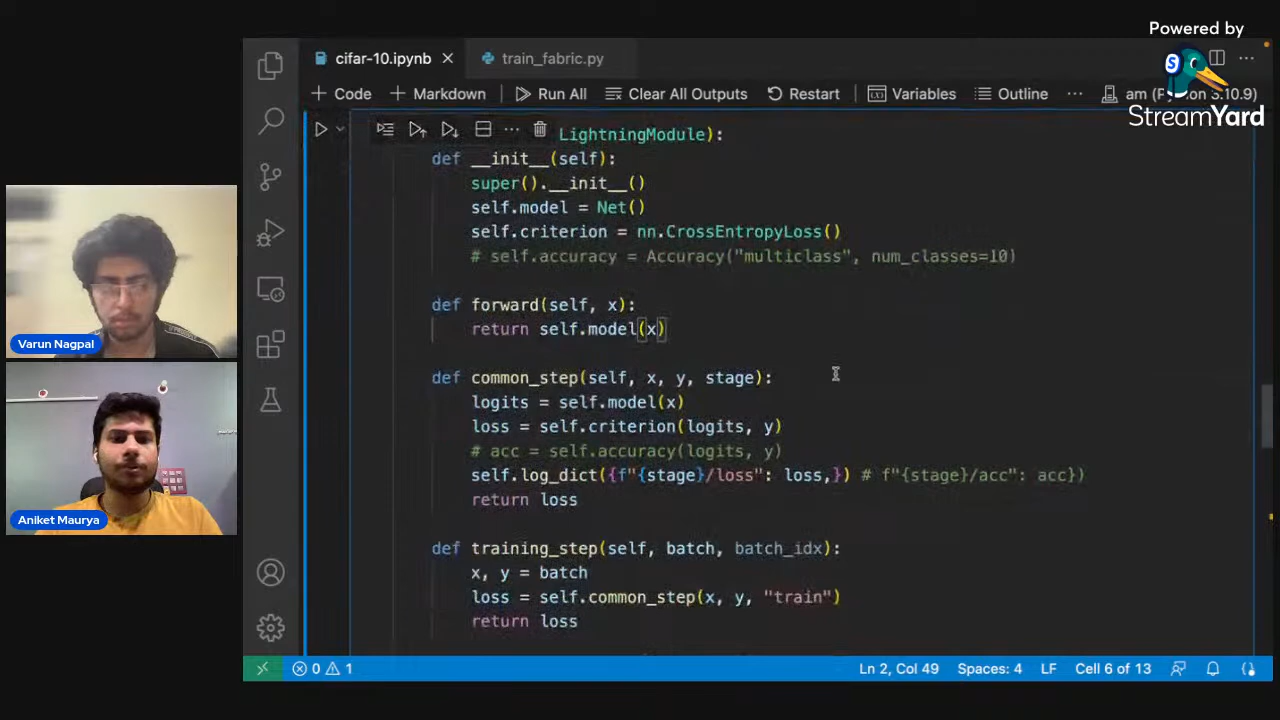 Powered by
StreamYard
cifar-10.ipynb
train_fabric.py
Code
Markdown
Run All
Clear All Outputs
Restart
Variables
Outline
am (P
3.10.9)
LightningModule):
def __init__(self):
super().__init__()
self.model = Net()
self.criterion = nn.CrossEntropyLoss()
# self.accuracy = Accuracy("multiclass", num_classes=10)
def forward(self, x):
return self.model(x)
def common_step(self, x, y, stage):
logits = self.model(x)
loss = self.criterion(logits, y)
# acc = self.accuracy(logits, y)
self.log_dict({f"{stage}/loss": loss,}) # f"{stage}/acc": acc})
return loss
def training_step(self, batch, batch_idx):
x, y = batch
loss = self.common_step(x, y, "train")
return loss
0 1
Ln 2, Col 49
Spaces: 4
LF
Cell 6 of 13
Varun Nagpal
Aniket Maurya